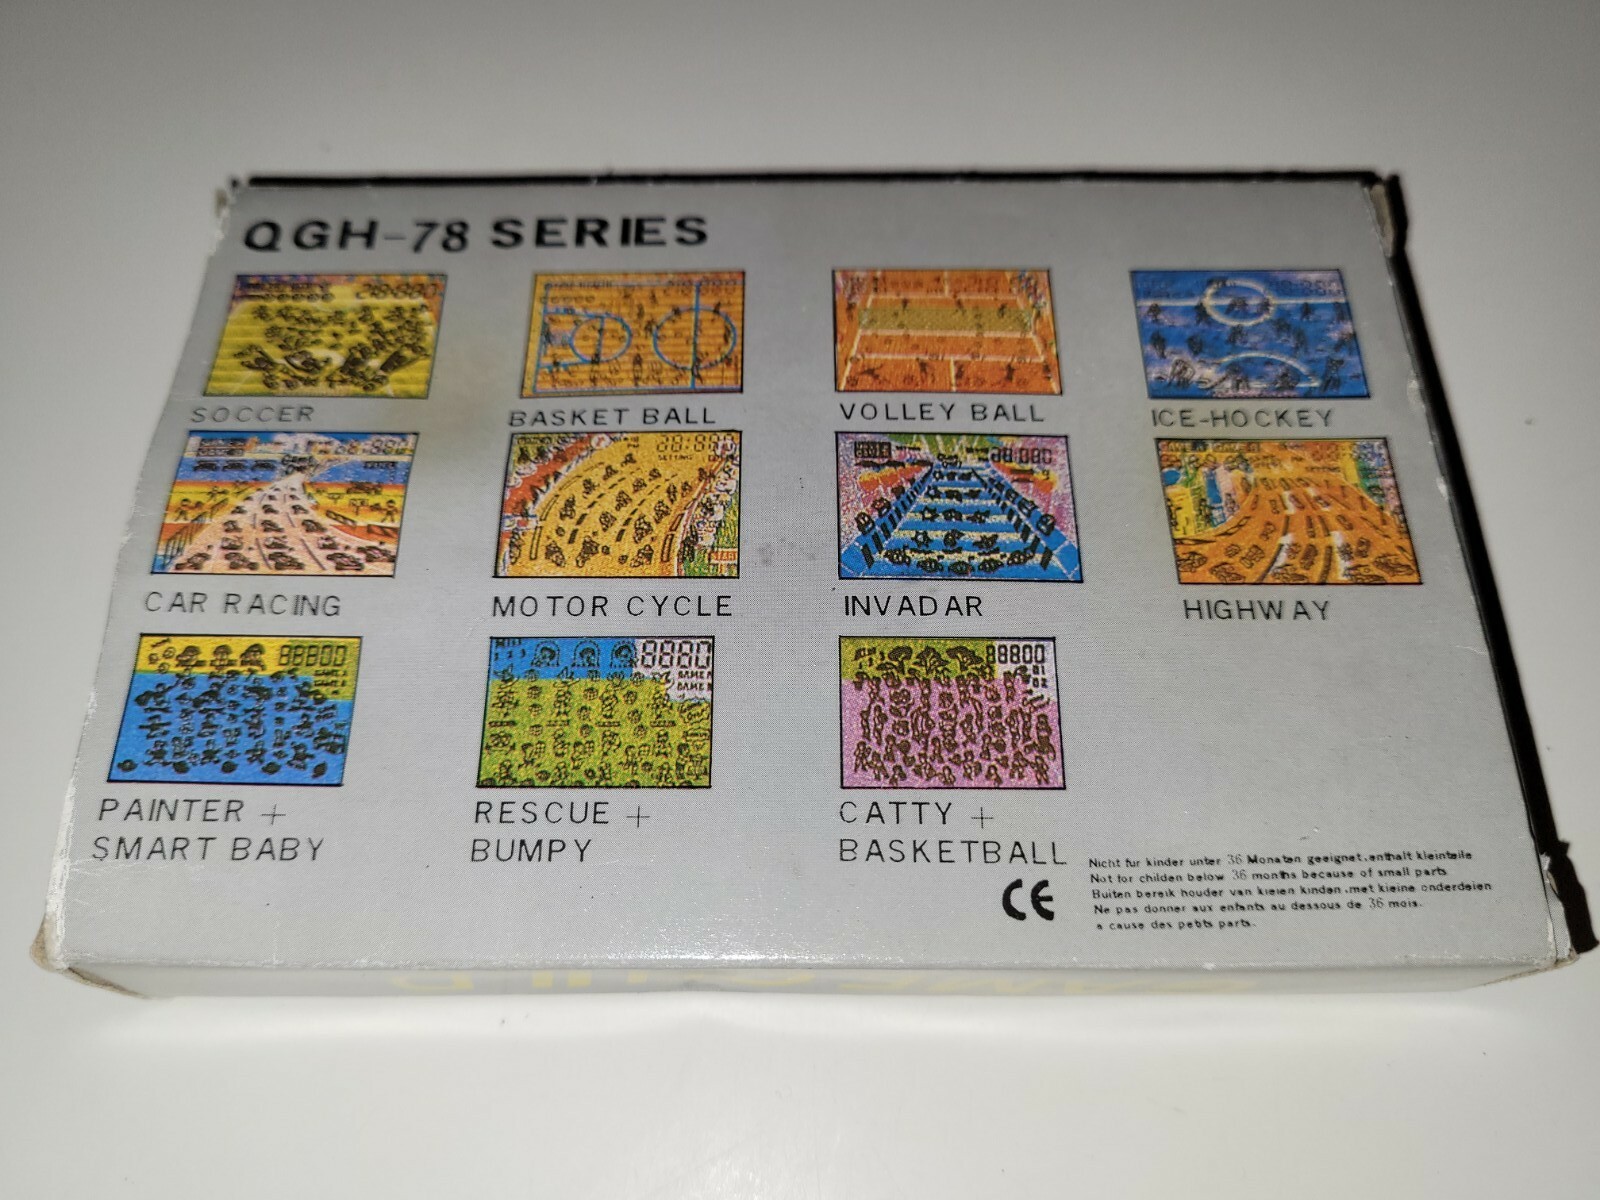 QGH-78 SERIES
SOCCER
BASKET BALL
VOLLEY BALL
ICE-HOCKEY
CAR RACING
MOTOR CYCLE
INVADAR
HIGHWAY
PAINTER +
SMART BABY
RESCUE +
BUMPY
CATTY +
BASKETBALL
CE
Nicht fur kinder unter 36 Monaten geeignet.enthalt kleinteile
Not for childen below 36 months because of small parts
Buiten bereik houder van kieien kinden.met kieine onderdeien
Ne pas donner aux enfants au dessous de 36 mois.
a cause des petits parts.